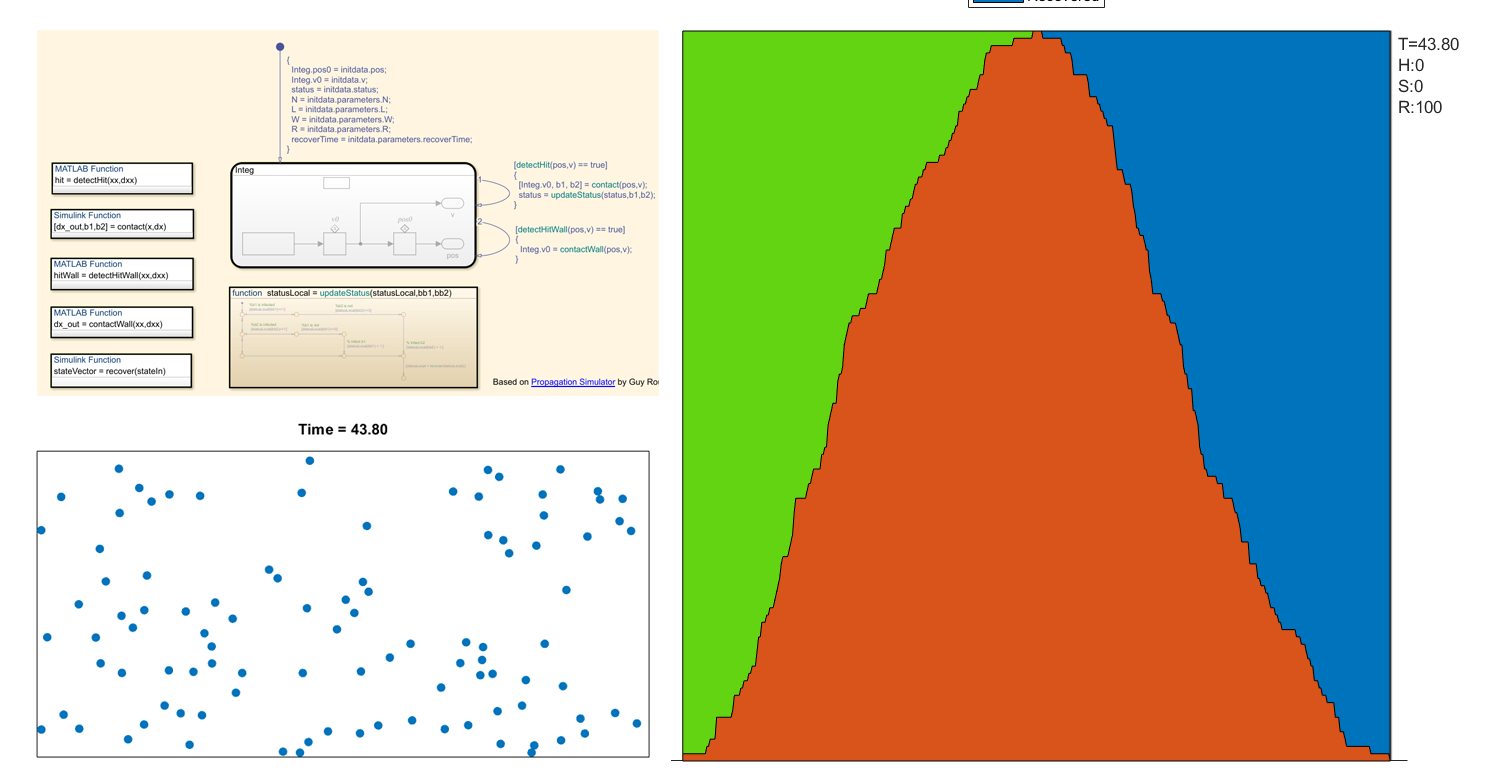 Recovered
{
Integ.pos0 = initdata.pos;
Integ.v0 = initdata.v;
status = initdata.status;
N = initdata.parameters.N;
L = initdata.parameters.L;
W = initdata.parameters.W;
R = initdata.parameters.R;
recoverTime = initdata.parameters.recoverTime;
}
MATLAB Function
hit = detectHit(xx,dxx)
Simulink Function
[dx_out,b1,b2] = contact(x,dx)
MATLAB Function
hitWall = detectHitWall(xx,dxx)
MATLAB Function
dx_out = contactWall(xx,dxx)
Simulink Function
stateVector = recover(stateIn)
Integ
v0
pos0
pos
1
[detectHit(pos,v) == true]
{
[Integ.v0, b1, b2] = contact(pos,v);
status = updateStatus(status,b1,b2);
}
2
[detectHitWall(pos,v) == true]
{
Integ.v0 = contactWall(pos,v);
}
function statusLocal = updateStatus(statusLocal,bb1,bb2)
Based on Propagation Simulator by Guy
Time = 43.80
T=43.80
H:0
S:0
R:100